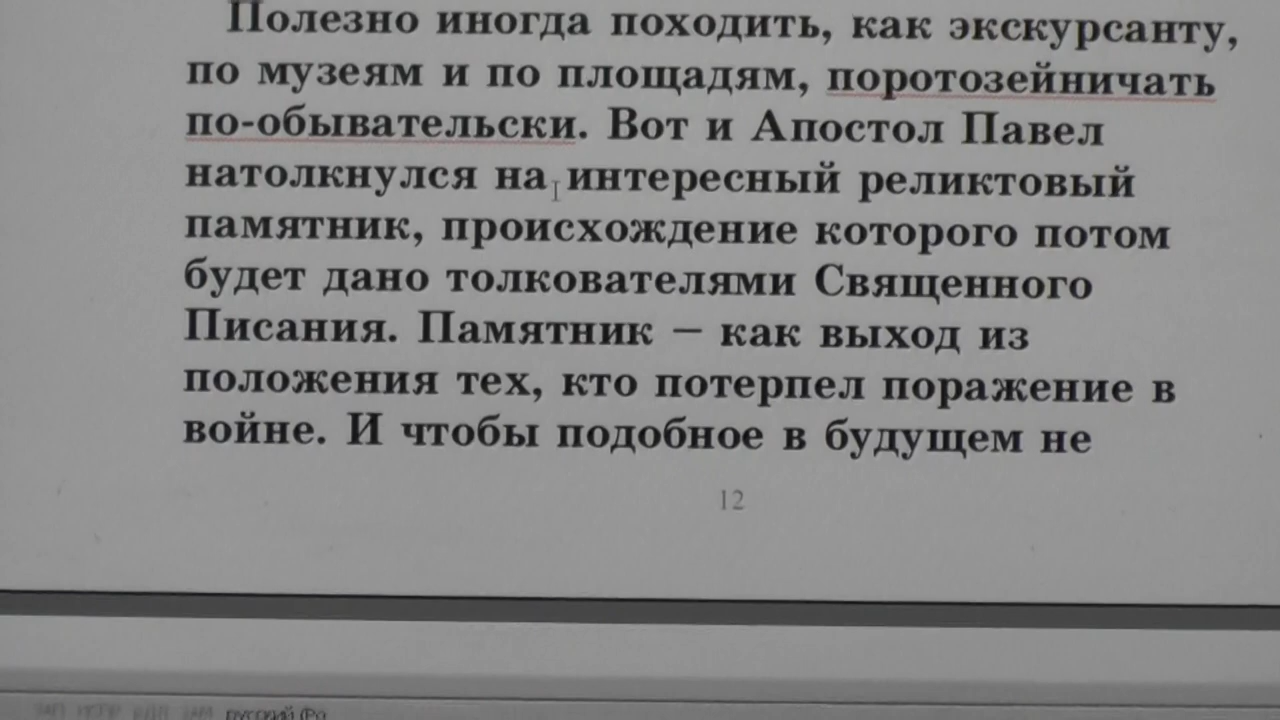 Полезно иногда походить, как экскурсанту,
по музеям и по площадям, поротозейничать
по-обывательски. Вот и Апостол Павел
натолкнулся на интересный реликтовый
памятник, происхождение которого потом
будет дано толкователями Священного
Писания. Памятник – как выход из
положения тех, кто потерпел поражение в
войне. И чтобы подобное в будущем не
12
русский (Ро